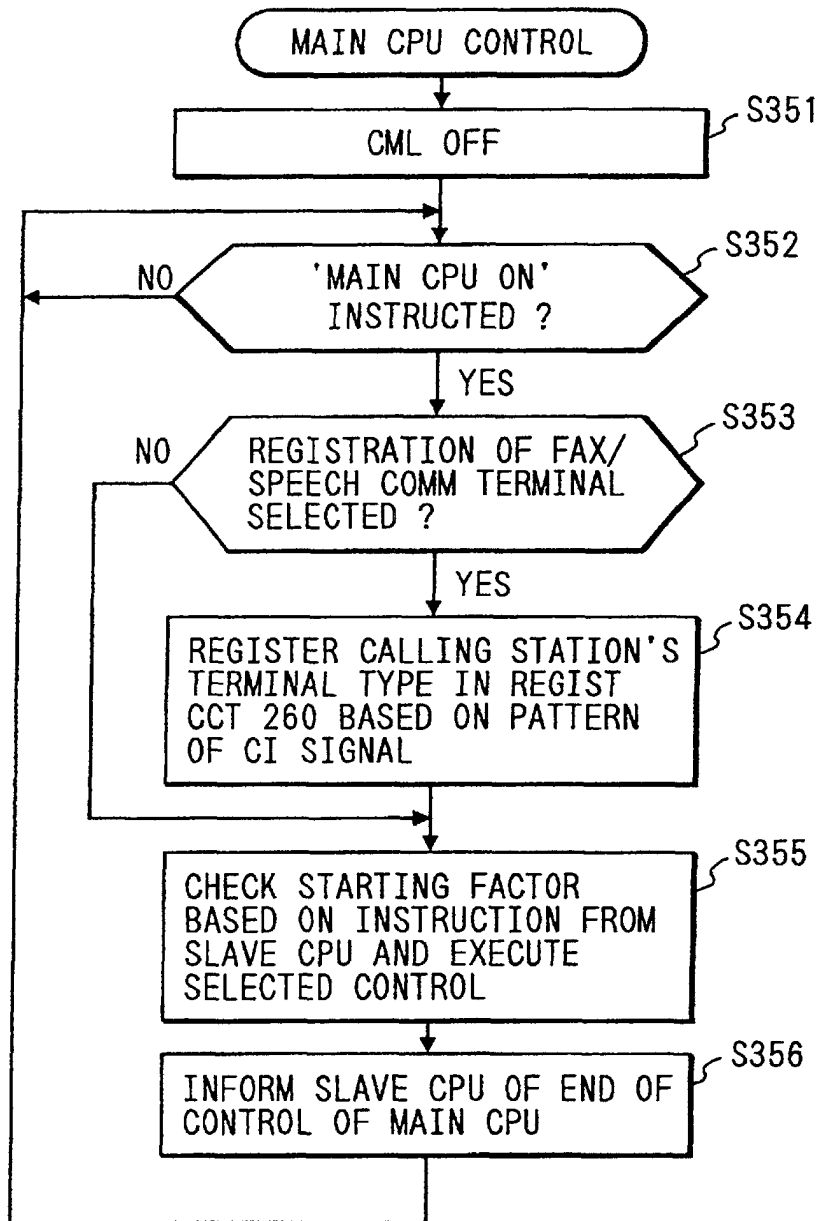 MAIN CPU CONTROL
S351
CML OFF
S352
NO
'MAIN CPU ON'
INSTRUCTED ?
YES
S353
NO
REGISTRATION OF FAX/
SPEECH COMM TERMINAL
SELECTED ?
YES
S354
REGISTER CALLING STATION'S
TERMINAL TYPE IN REGIST
CCT 260 BASED ON PATTERN
OF CI SIGNAL
S355
CHECK STARTING FACTOR
BASED ON INSTRUCTION FROM
SLAVE CPU AND EXECUTE
SELECTED CONTROL
S356
INFORM SLAVE CPU OF END OF
CONTROL OF MAIN CPU